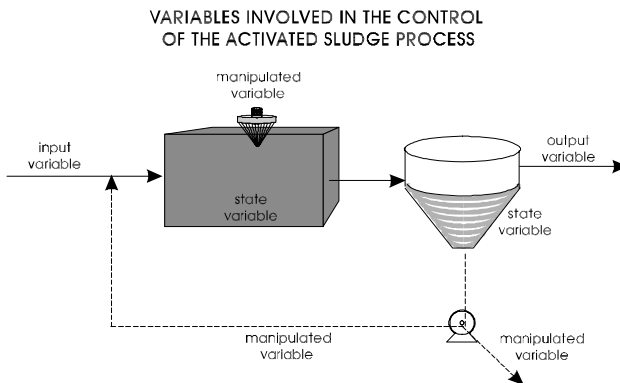 VARIABLES INVOLVED IN THE CONTROL
OF THE ACTIVATED SLUDGE PROCESS
manipulated
variable
input
variable
output
variable
state
variable
state
variable
manipulated
variable
manipulated
variable